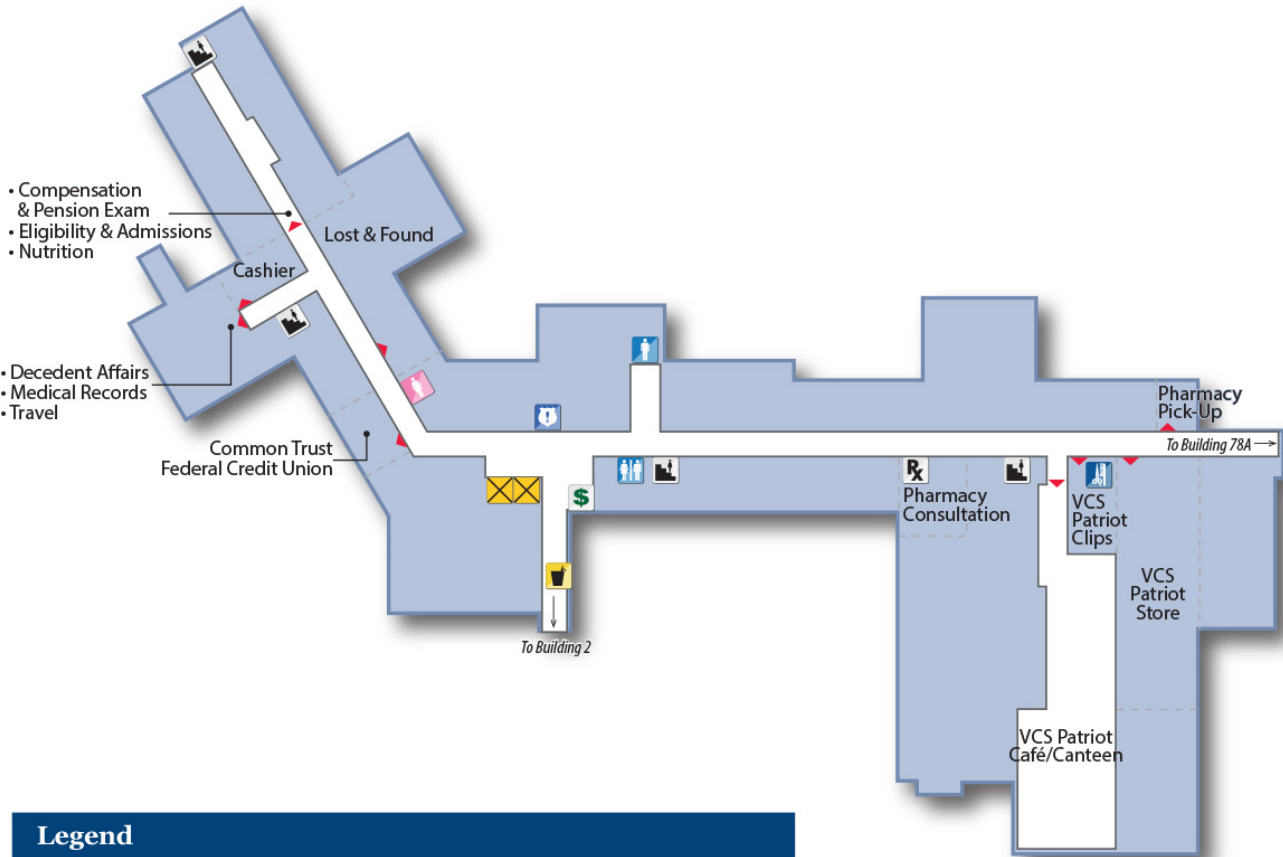 • Compensation
& Pension Exam
• Eligibility & Admissions
• Nutrition
Lost & Found
Cashier
• Decedent Affairs
• Medical Records
• Travel
Common Trust
Federal Credit Union
Pharmacy
Pick-Up
To Building 78A
$
Rx
Pharmacy
Consultation
VCS
Patriot
Clips
VCS
Patriot
Store
To Building 2
VCS Patriot
Café/Canteen
Legend